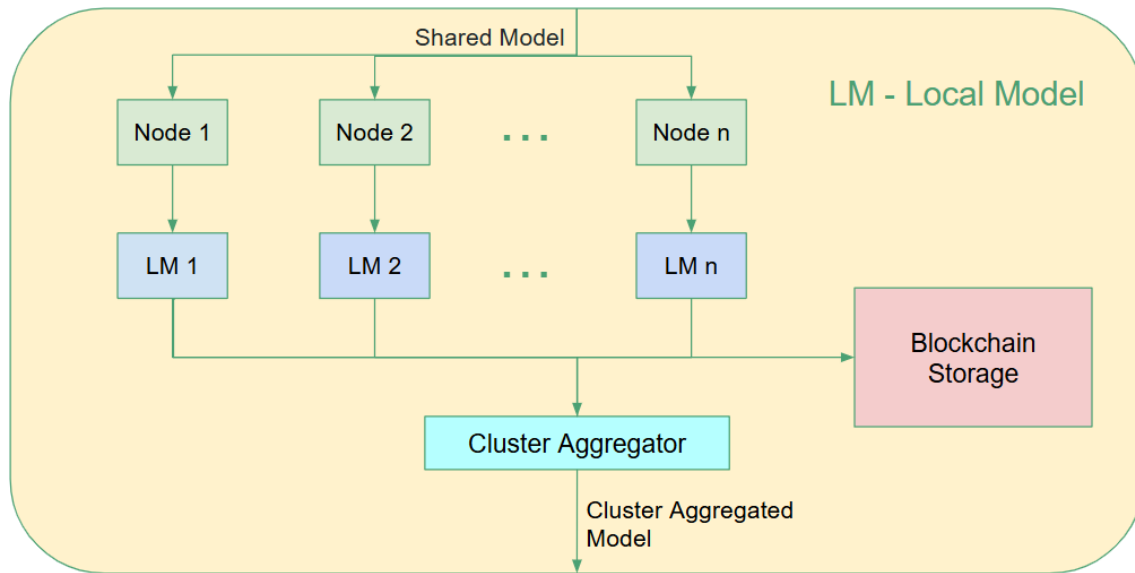 Shared Model
LM - Local Model
Node 1
Node 2
...
Node n
LM 1
LM 2
...
LM n
Blockchain
Storage
Cluster Aggregator
Cluster Aggregated
Model